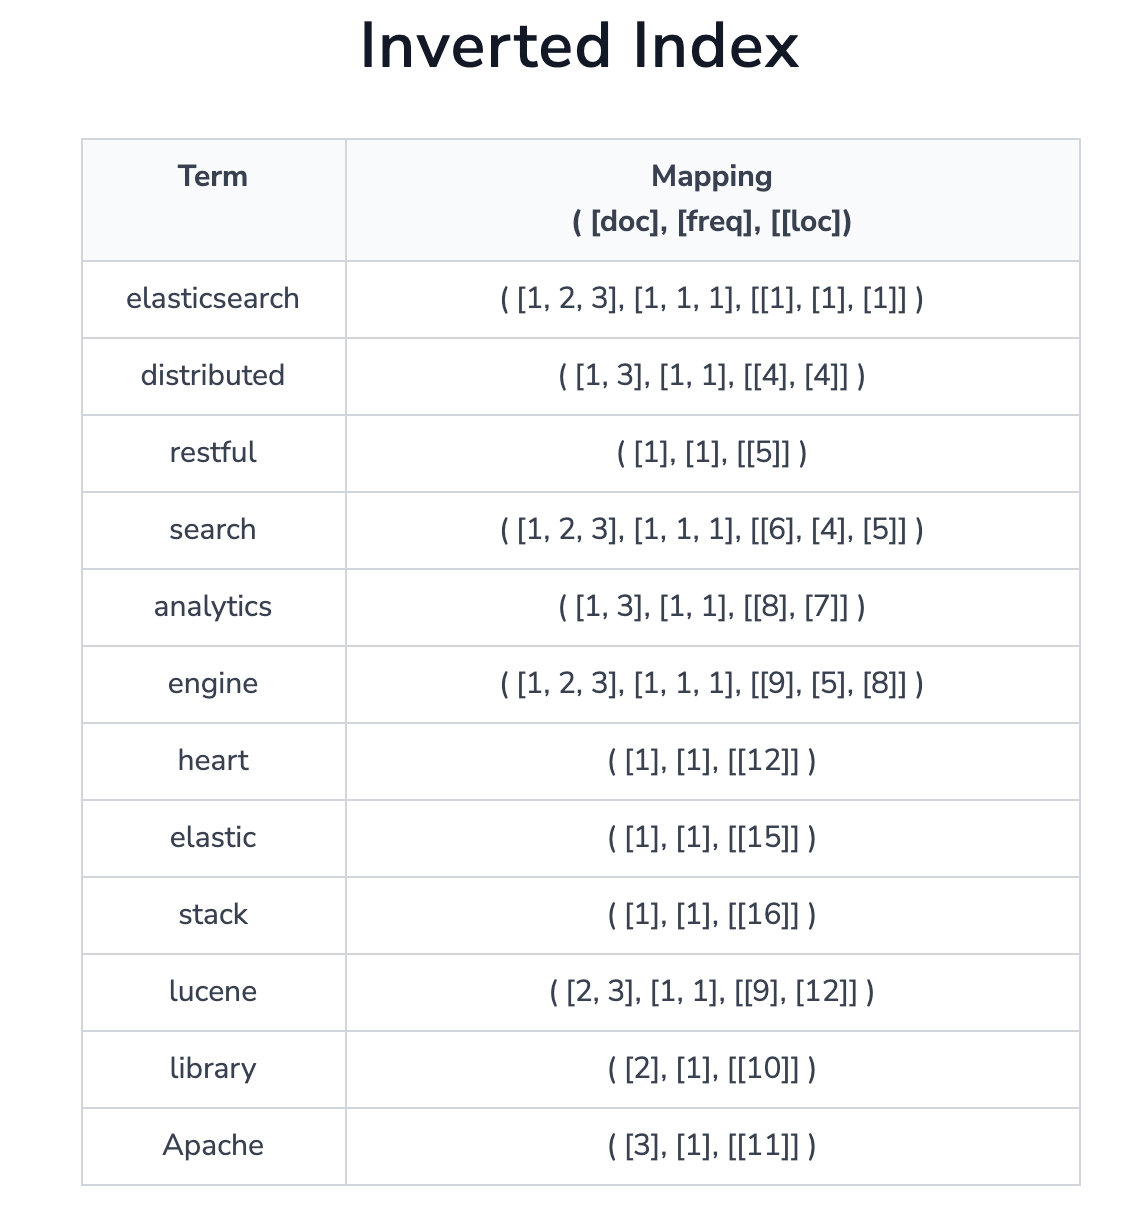 Inverted Index
Term
Mapping
( [doc], [freq], [[loc])
elasticsearch
( [1, 2, 3], [1, 1, 1], [[1], [1], [1]] )
distributed
( [1, 3], [1, 1], [[4], [4]] )
restful
( [1], [1], [[5]] )
search
( [1, 2, 3], [1, 1, 1], [[6], [4], [5]] )
analytics
( [1, 3], [1, 1], [[8], [7]] )
engine
( [1, 2, 3], [1, 1, 1], [[9], [5], [8]] )
heart
( [1], [1], [[12]] )
elastic
( [1], [1], [[15]] )
stack
( [1], [1], [[16]] )
lucene
( [2, 3], [1, 1], [[9], [12]] )
library
( [2], [1], [[10]] )
Apache
( [3], [1], [[11]] )